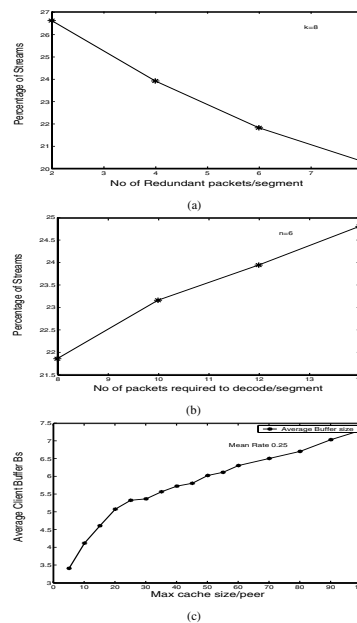 27
26
25
24
23
22
21
20
Percentage of Streams
k=8
2 3 4 5 6 7
No of Redundant packets/segment
(a)
25
24.5
24
23.5
23
22.5
22
21.5
Percentage of Streams
n=6
8 9 10 11 12 13
No of packets required to decode/segment
(b)
7.5
7
6.5
6
5.5
5
4.5
4
3.5
3
Average Client Buffer Bs
Average Buffer size
Mean Rate 0.25
0 10 20 30 40 50 60 70 80 90
Max cache size/peer
(c)